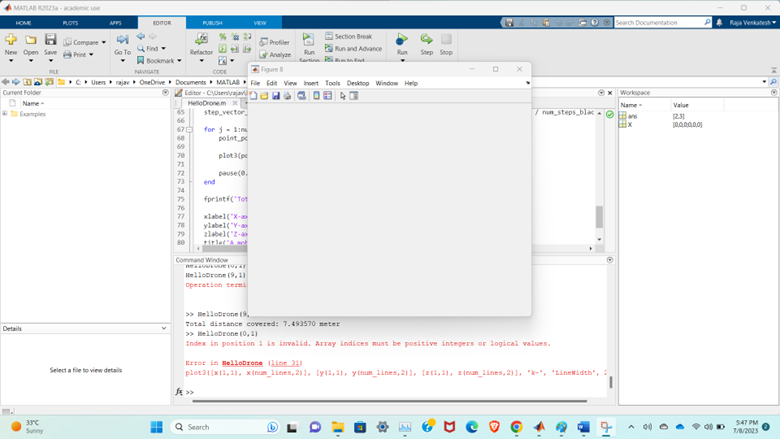 MATLAB R2023a - academic use
HOME PLOTS APPS EDITOR PUBLISH VIEW
Search Documentation
Raja Venkatesh
New Open Save
Compare
Print
Go To
Find
Bookmark
Refactor
Profiler
Analyze
Run
Section
Section Break
Run and Advance
Run to End
Run Step Stop
FILE NAVIGATE
C: Users rajav OneDrive Documents MATLAB
Current Folder
Name
Examples
Details
Select a file to view details
Editor - C:\Users\rajav\
HelloDrone.m
65 step_vector_ / num_steps_blac
66
67 for j = 1:nu
68 point_po
69
70 plot3(po
71
72 pause(0.
73 end
74
75 fprintf('Tot
76
77 xlabel('X-ax
78 ylabel('Y-ax
79 zlabel('Z-ax
80 title('A mob
Figure 8
File Edit View Insert Tools Desktop Window Help
Workspace
Name Value
ans [2,3]
X [0,0,0;0,0,0]
Command Window
HelloDrone(0,1)
HelloDrone(9,1)
Operation termi
>> HelloDrone(9,
Total distance covered: 7.493570 meter
>> HelloDrone(0,1)
Index in position 1 is invalid. Array indices must be positive integers or logical values.
Error in HelloDrone (line 31)
plot3([x(1,1), x(num_lines,2)], [y(1,1), y(num_lines,2)], [z(1,1), z(num_lines,2)], 'k-', 'LineWidth', 2
fx >>
33°C
Sunny
Search
5:47 PM
7/8/2023